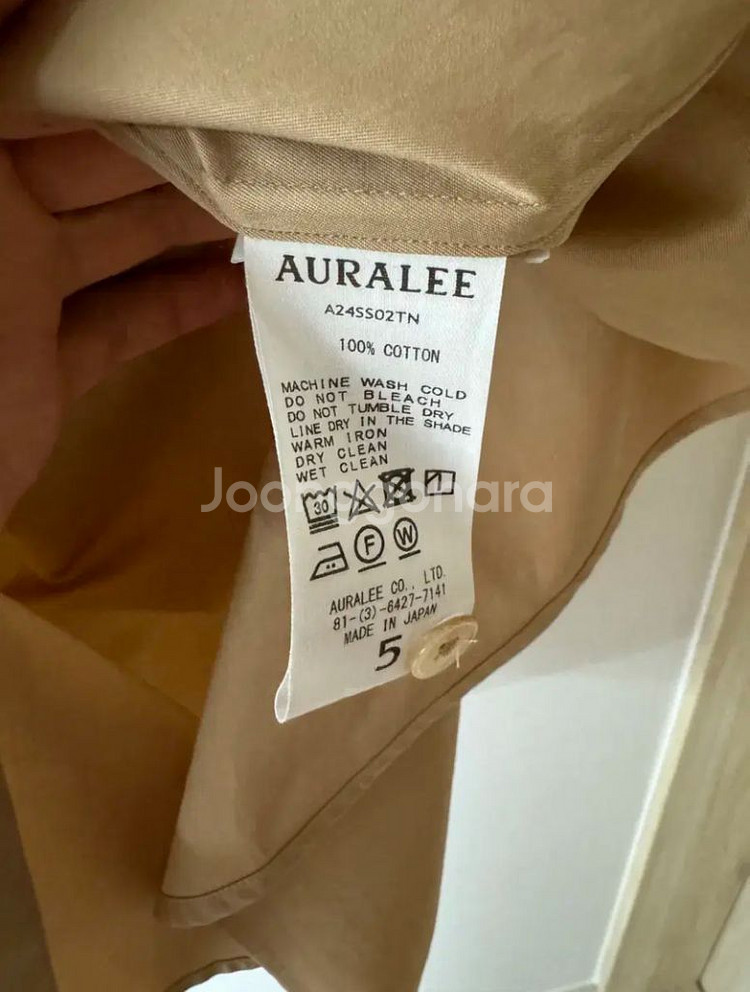 AURALEE
A24SS02TN
100% COTTON
MACHINE WASH COLD
DO NOT BLEACH
DO NOT TUMBLE DRY
LINE DRY IN THE SHADE
WARM IRON
DRY CLEAN
WET CLEAN
30
F W
AURALEE CO., LTD.
81-(3)-6427-7141
MADE IN JAPAN
5